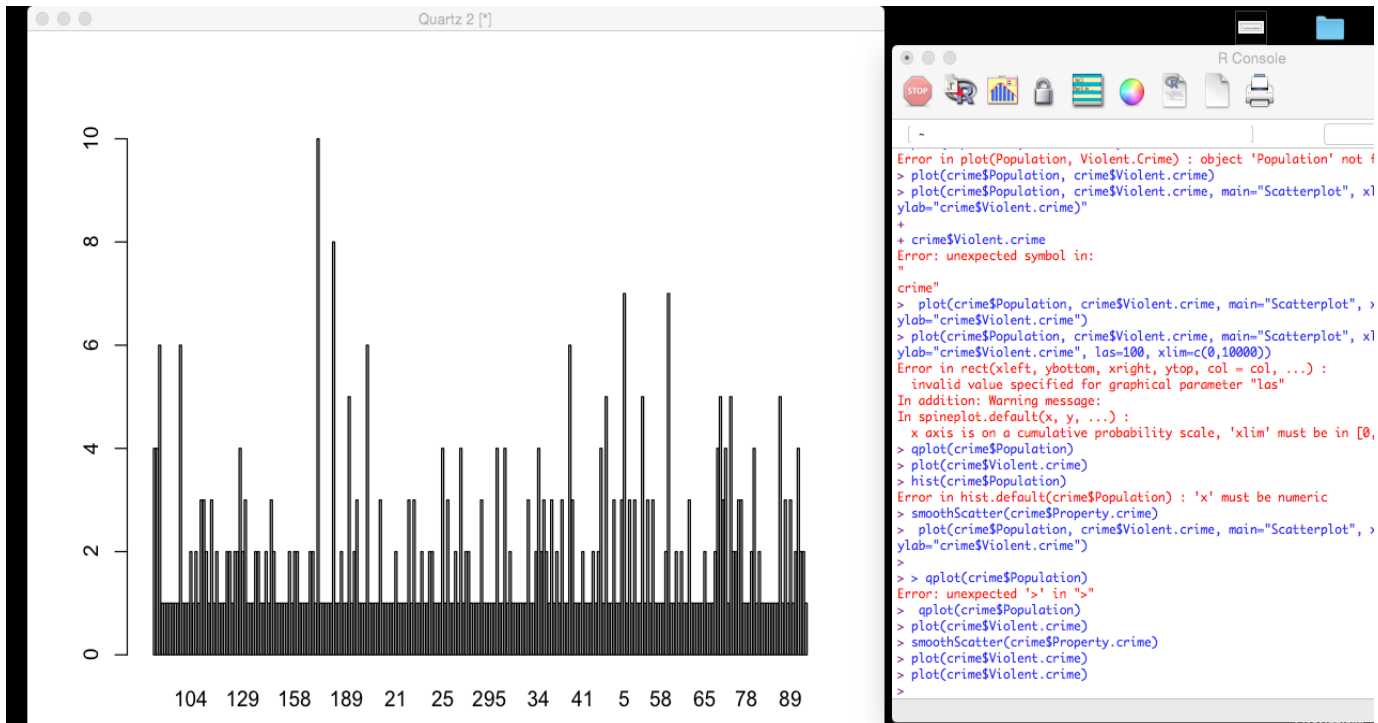 Quartz 2 [*]
10
8
6
4
2
0
104 129 158 189 21 25 295 34 41 5 58 65 78 89
R Console
STOP
R
~
Error in plot(Population, Violent.Crime) : object 'Population' not f
> plot(crime$Population, crime$Violent.crime)
> plot(crime$Population, crime$Violent.crime, main="Scatterplot", xl
ylab="crime$Violent.crime)"
+
+ crime$Violent.crime
Error: unexpected symbol in:
"
crime"
>  plot(crime$Population, crime$Violent.crime, main="Scatterplot", x
ylab="crime$Violent.crime")
> plot(crime$Population, crime$Violent.crime, main="Scatterplot", xl
ylab="crime$Violent.crime", las=100, xlim=c(0,10000))
Error in rect(xleft, ybottom, xright, ytop, col = col, ...) :
  invalid value specified for graphical parameter "las"
In addition: Warning message:
In spineplot.default(x, y, ...) :
  x axis is on a cumulative probability scale, 'xlim' must be in [0,
> qplot(crime$Population)
> plot(crime$Violent.crime)
> hist(crime$Population)
Error in hist.default(crime$Population) : 'x' must be numeric
> smoothScatter(crime$Property.crime)
>  plot(crime$Population, crime$Violent.crime, main="Scatterplot", x
ylab="crime$Violent.crime")
>
> > qplot(crime$Population)
Error: unexpected '>' in ">"
>  qplot(crime$Population)
> plot(crime$Violent.crime)
> smoothScatter(crime$Property.crime)
> plot(crime$Violent.crime)
> plot(crime$Violent.crime)
>